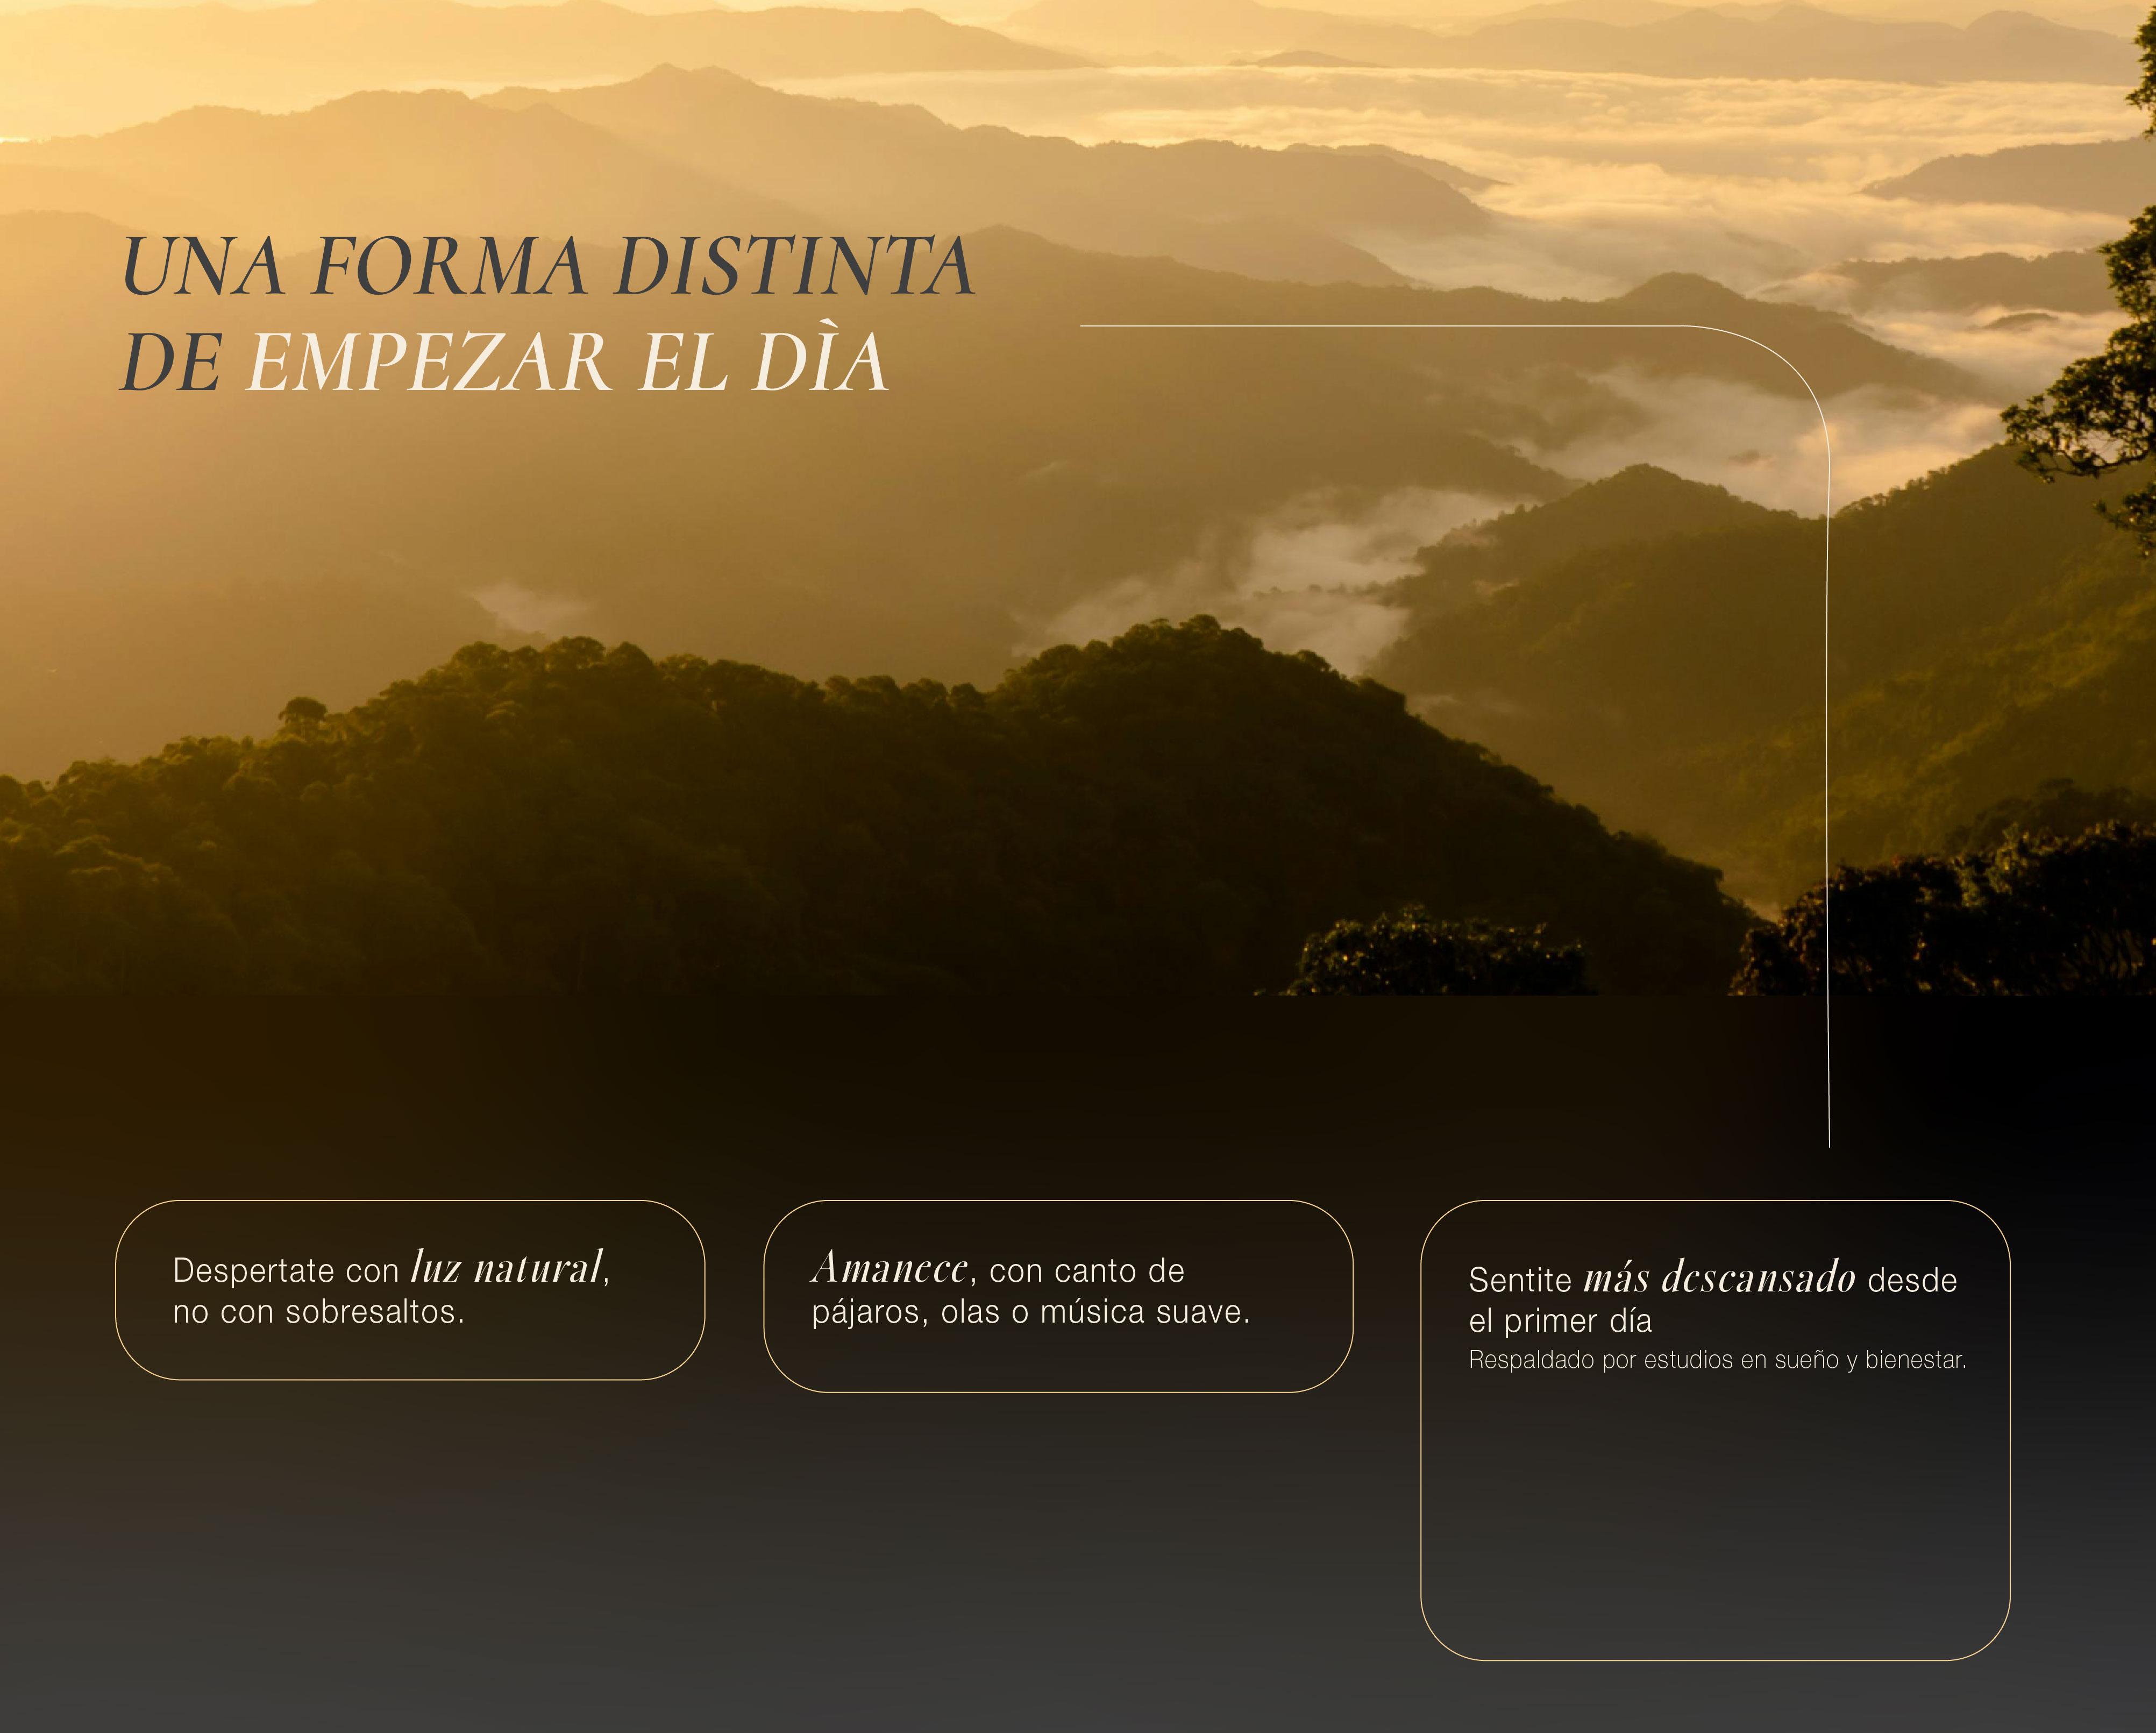 UNA FORMA DISTINTA
DE EMPEZAR EL DÌA
Despertate con luz natural,
no con sobresaltos.
Amanece, con canto de
pájaros, olas o música suave.
Sentite más descansado desde
el primer día
Respaldado por estudios en sueño y bienestar.